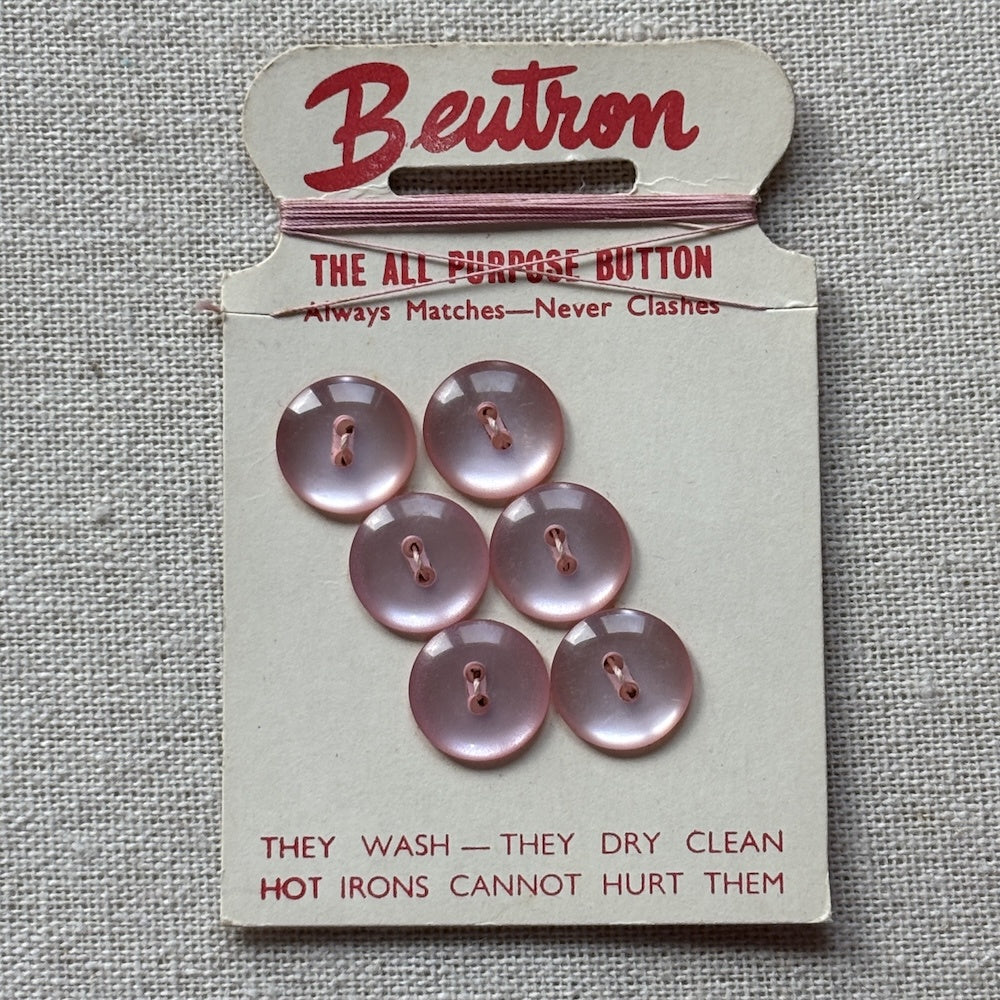 Beutron
THE ALL PURPOSE BUTTON
Always Matches—Never Clashes
THEY WASH — THEY DRY CLEAN
HOT IRONS CANNOT HURT THEM